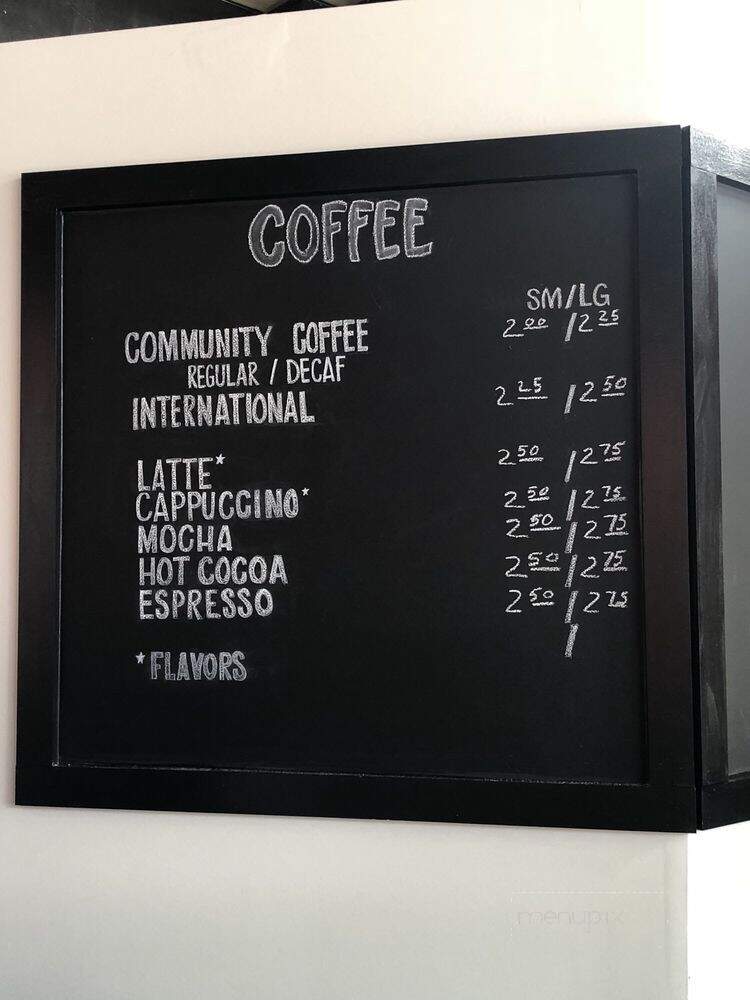 COFFEE
SM/LG
COMMUNITY COFFEE 2.00 / 2.25
REGULAR / DECAF
INTERNATIONAL 2.25 / 2.50
LATTE* 2.50 / 2.75
CAPPUCCINO* 2.50 / 2.75
MOCHA 2.50 / 2.75
HOT COCOA 2.50 / 2.75
ESPRESSO 2.50 / 2.75
/
*FLAVORS
menupix